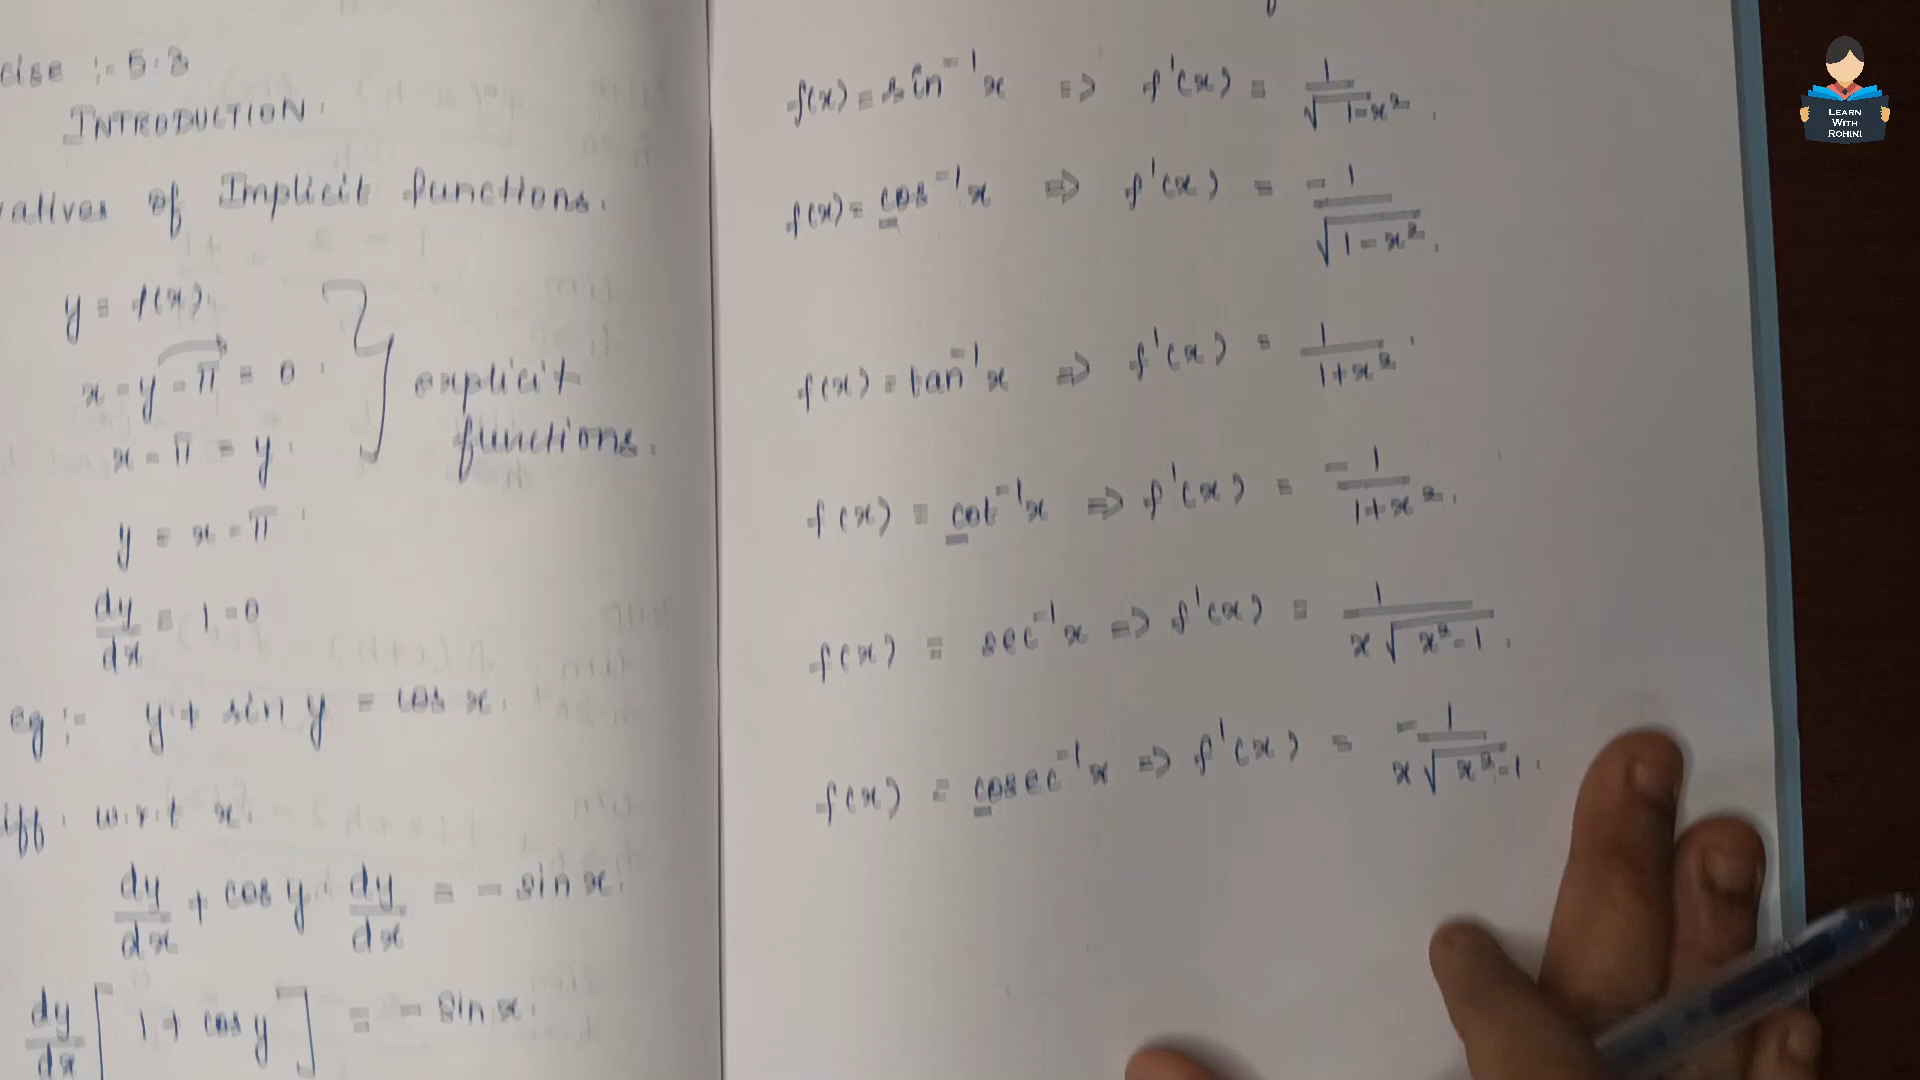 cise :- 5.3
INTRODUCTION.
vatives of Implicit functions.
y = f(x).
x - y - π = 0.
x - π = y.
explicit
functions.
y = x - π.
dy/dx = 1 - 0
eg :- y + sin y = cos x.
iff. w.r.t x.
dy/dx + cos y . dy/dx = - sin x.
dy/dx [ 1 + cos y ] = - sin x.
f(x) = sin⁻¹x ⇒ f'(x) = 1/√(1-x²).
f(x) = cos⁻¹x ⇒ f'(x) = -1/√(1-x²).
f(x) = tan⁻¹x ⇒ f'(x) = 1/(1+x²).
f(x) = cot⁻¹x ⇒ f'(x) = -1/(1+x²).
f(x) = sec⁻¹x ⇒ f'(x) = 1/(x√(x²-1)).
f(x) = cosec⁻¹x ⇒ f'(x) = -1/(x√(x²-1)).
LEARN
WITH
ROHINI